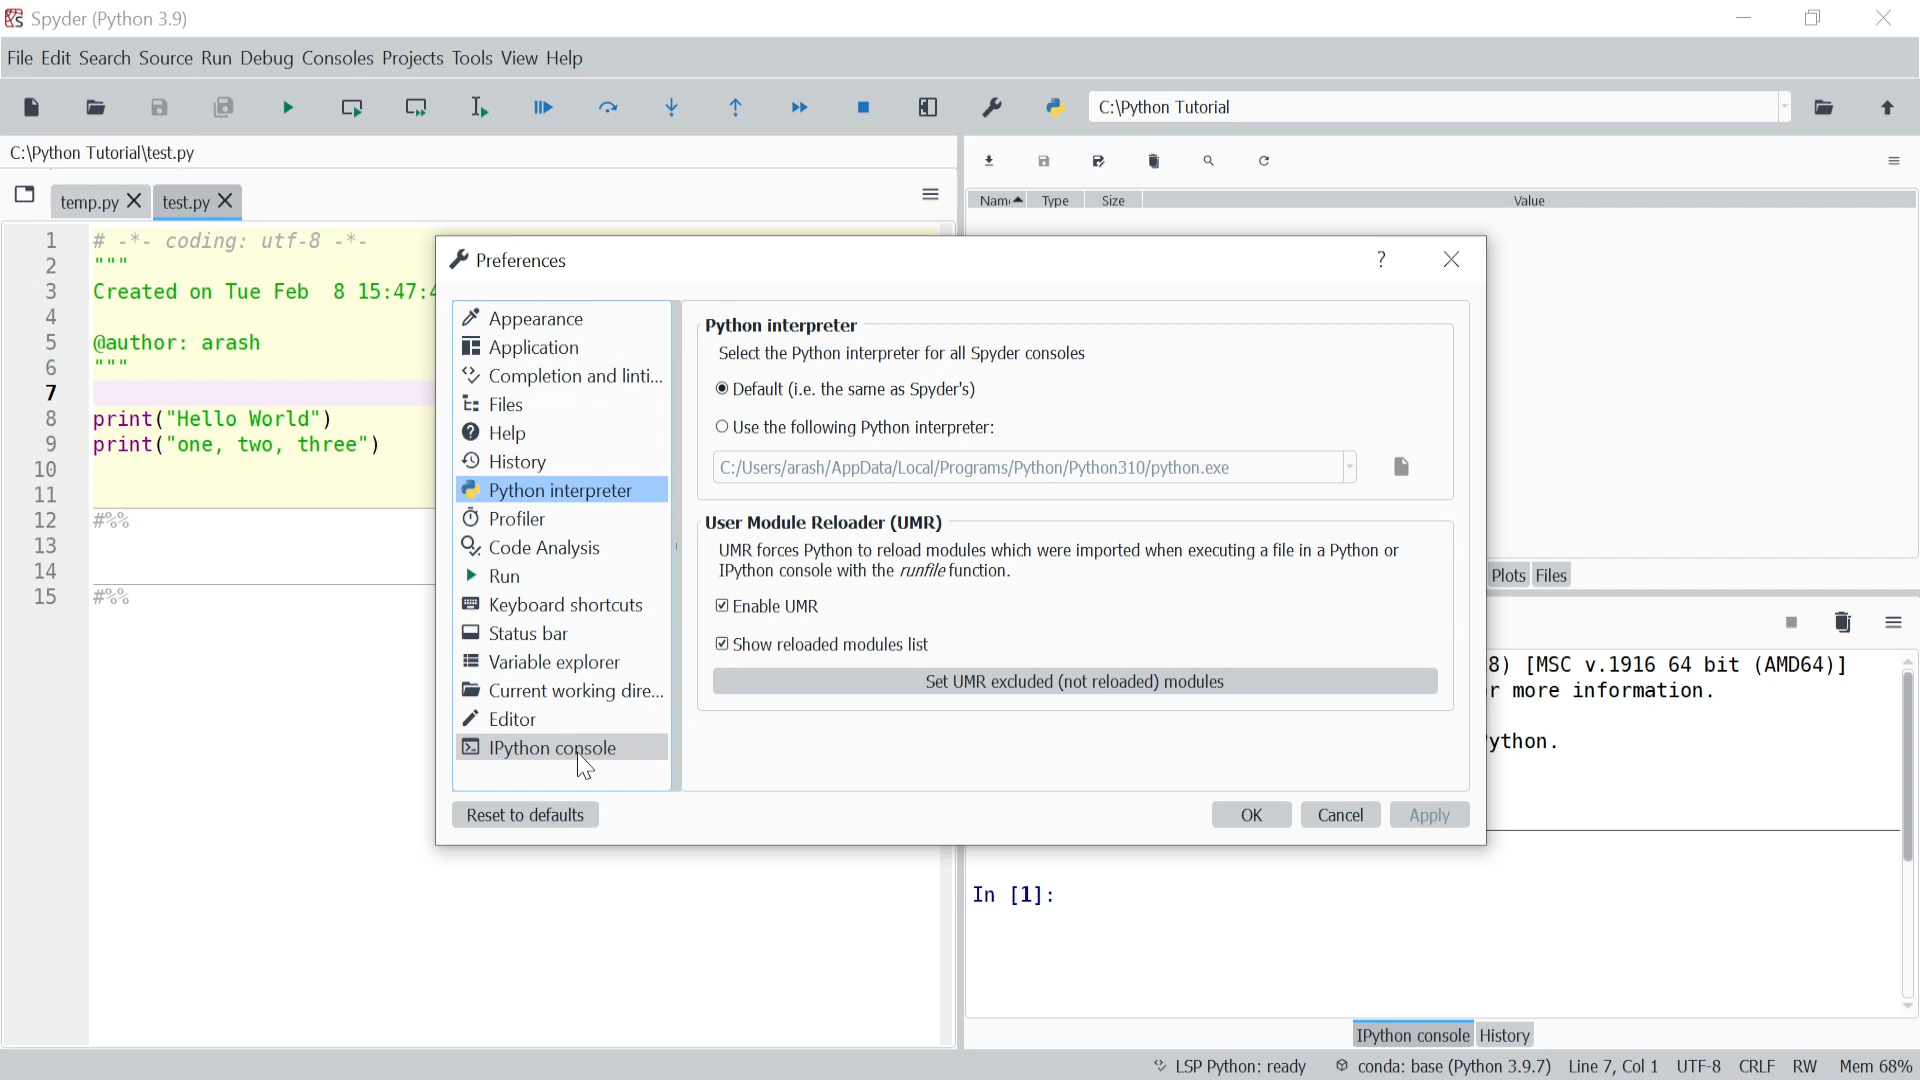 Spyder (Python 3.9)
File Edit Search Source Run Debug Consoles Projects Tools View Help
C:\Python Tutorial
C:\Python Tutorial\test.py
temp.py test.py
Name Type Size Value
1 # -*- coding: utf-8 -*-
2 """
3 Created on Tue Feb  8 15:47:4
4
5 @author: arash
6 """
7
8 print("Hello World")
9 print("one, two, three")
10
11
12 #%%
13
14
15 #%%
Preferences
Appearance
Application
Completion and linti...
Files
Help
History
Python interpreter
Profiler
Code Analysis
Run
Keyboard shortcuts
Status bar
Variable explorer
Current working dire...
Editor
IPython console
Python interpreter
Select the Python interpreter for all Spyder consoles
Default (i.e. the same as Spyder's)
Use the following Python interpreter:
C:/Users/arash/AppData/Local/Programs/Python/Python310/python.exe
User Module Reloader (UMR)
UMR forces Python to reload modules which were imported when executing a file in a Python or
IPython console with the runfile function.
Enable UMR
Show reloaded modules list
Set UMR excluded (not reloaded) modules
Reset to defaults OK Cancel Apply
Plots Files
8) [MSC v.1916 64 bit (AMD64)]
r more information.
ython.
In [1]:
IPython console History
LSP Python: ready conda: base (Python 3.9.7) Line 7, Col 1 UTF-8 CRLF RW Mem 68%